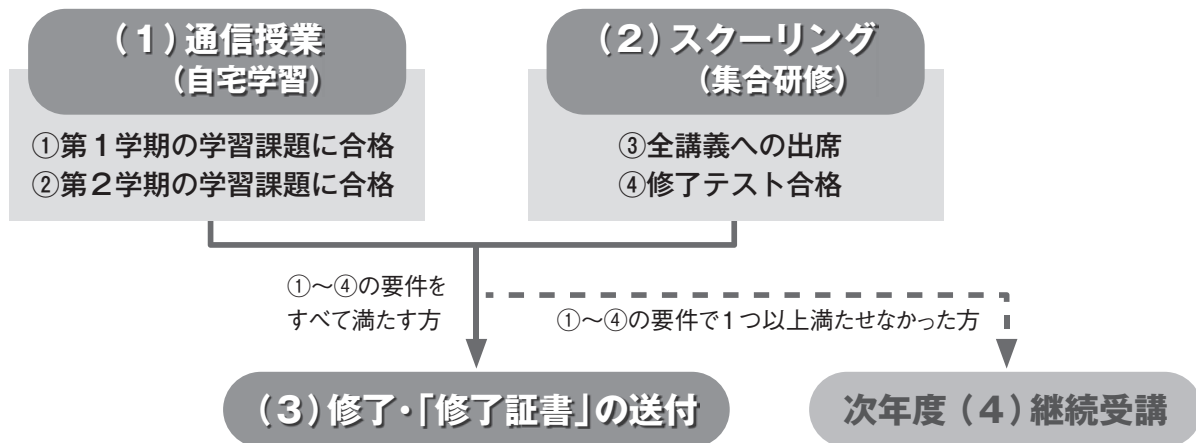 (1)通信授業
(自宅学習)
①第1学期の学習課題に合格
②第2学期の学習課題に合格
(2)スクーリング
(集合研修)
③全講義への出席
④修了テスト合格
①～④の要件を
すべて満たす方
①～④の要件で1つ以上満たせなかった方
(3)修了・「修了証書」の送付
次年度(4)継続受講